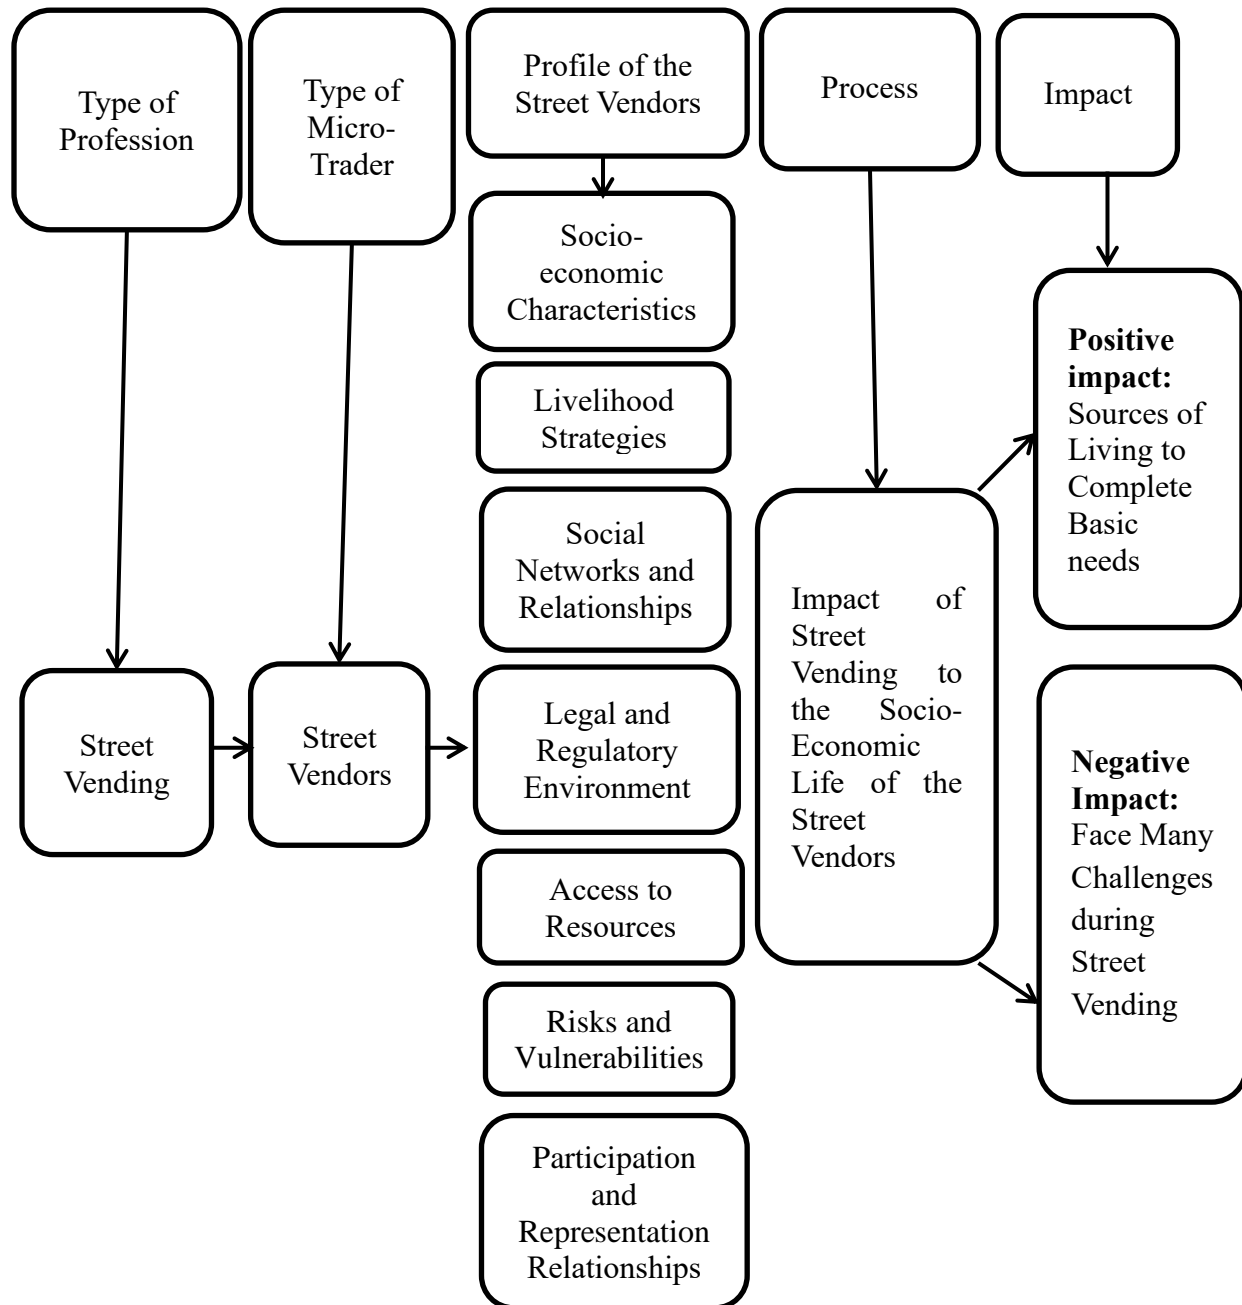 Type of
Profession
Type of
Micro-
Trader
Profile of the
Street Vendors
Process
Impact
Socio-
economic
Characteristics
Livelihood
Strategies
Social
Networks and
Relationships
Legal and
Regulatory
Environment
Access to
Resources
Risks and
Vulnerabilities
Participation
and
Representation
Relationships
Street
Vending
Street
Vendors
Impact of
Street
Vending to
the Socio-
Economic
Life of the
Street
Vendors
Positive
impact:
Sources of
Living to
Complete
Basic
needs
Negative
Impact:
Face Many
Challenges
during
Street
Vending